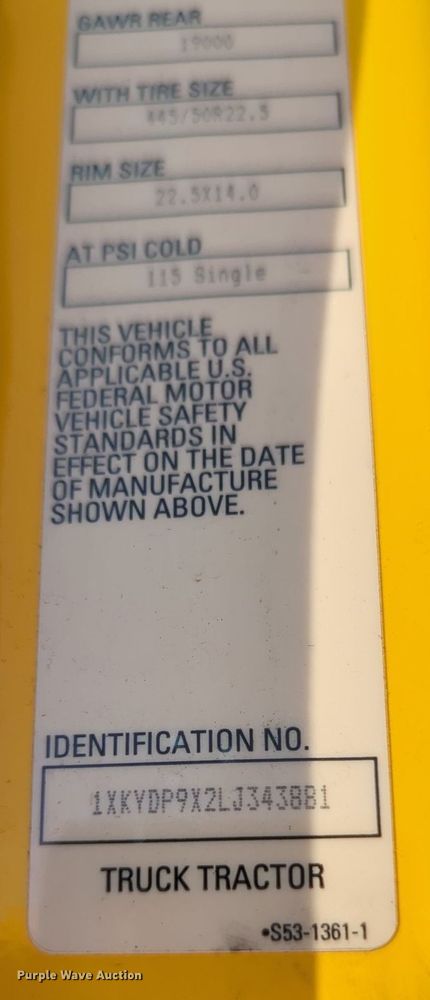 GAWR REAR
19000
WITH TIRE SIZE
445/50R22.5
RIM SIZE
22.5X14.0
AT PSI COLD
115 Single
THIS VEHICLE
CONFORMS TO ALL
APPLICABLE U.S.
FEDERAL MOTOR
VEHICLE SAFETY
STANDARDS IN
EFFECT ON THE DATE
OF MANUFACTURE
SHOWN ABOVE.
IDENTIFICATION NO.
1XKYDP9X2LJ343881
TRUCK TRACTOR
•S53-1361-1
Purple Wave Auction